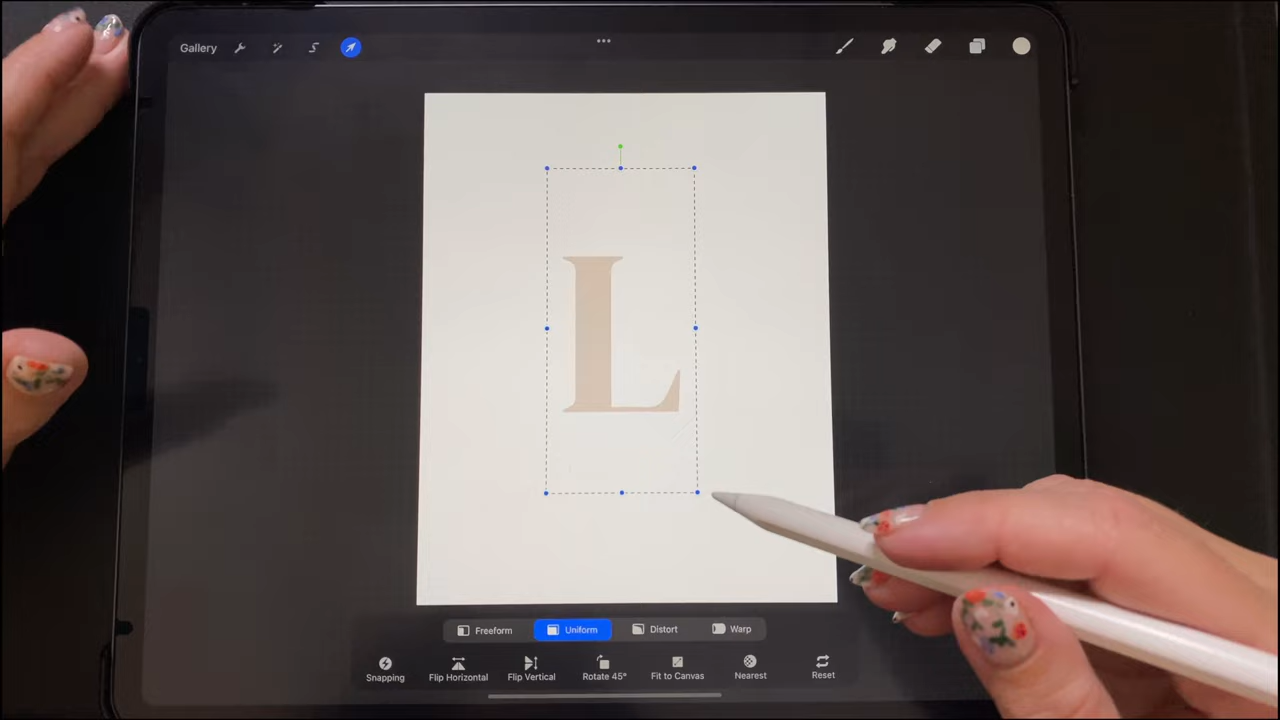 Gallery
L
Freeform Uniform Distort Warp
Snapping Flip Horizontal Flip Vertical Rotate 45° Fit to Canvas Nearest Reset